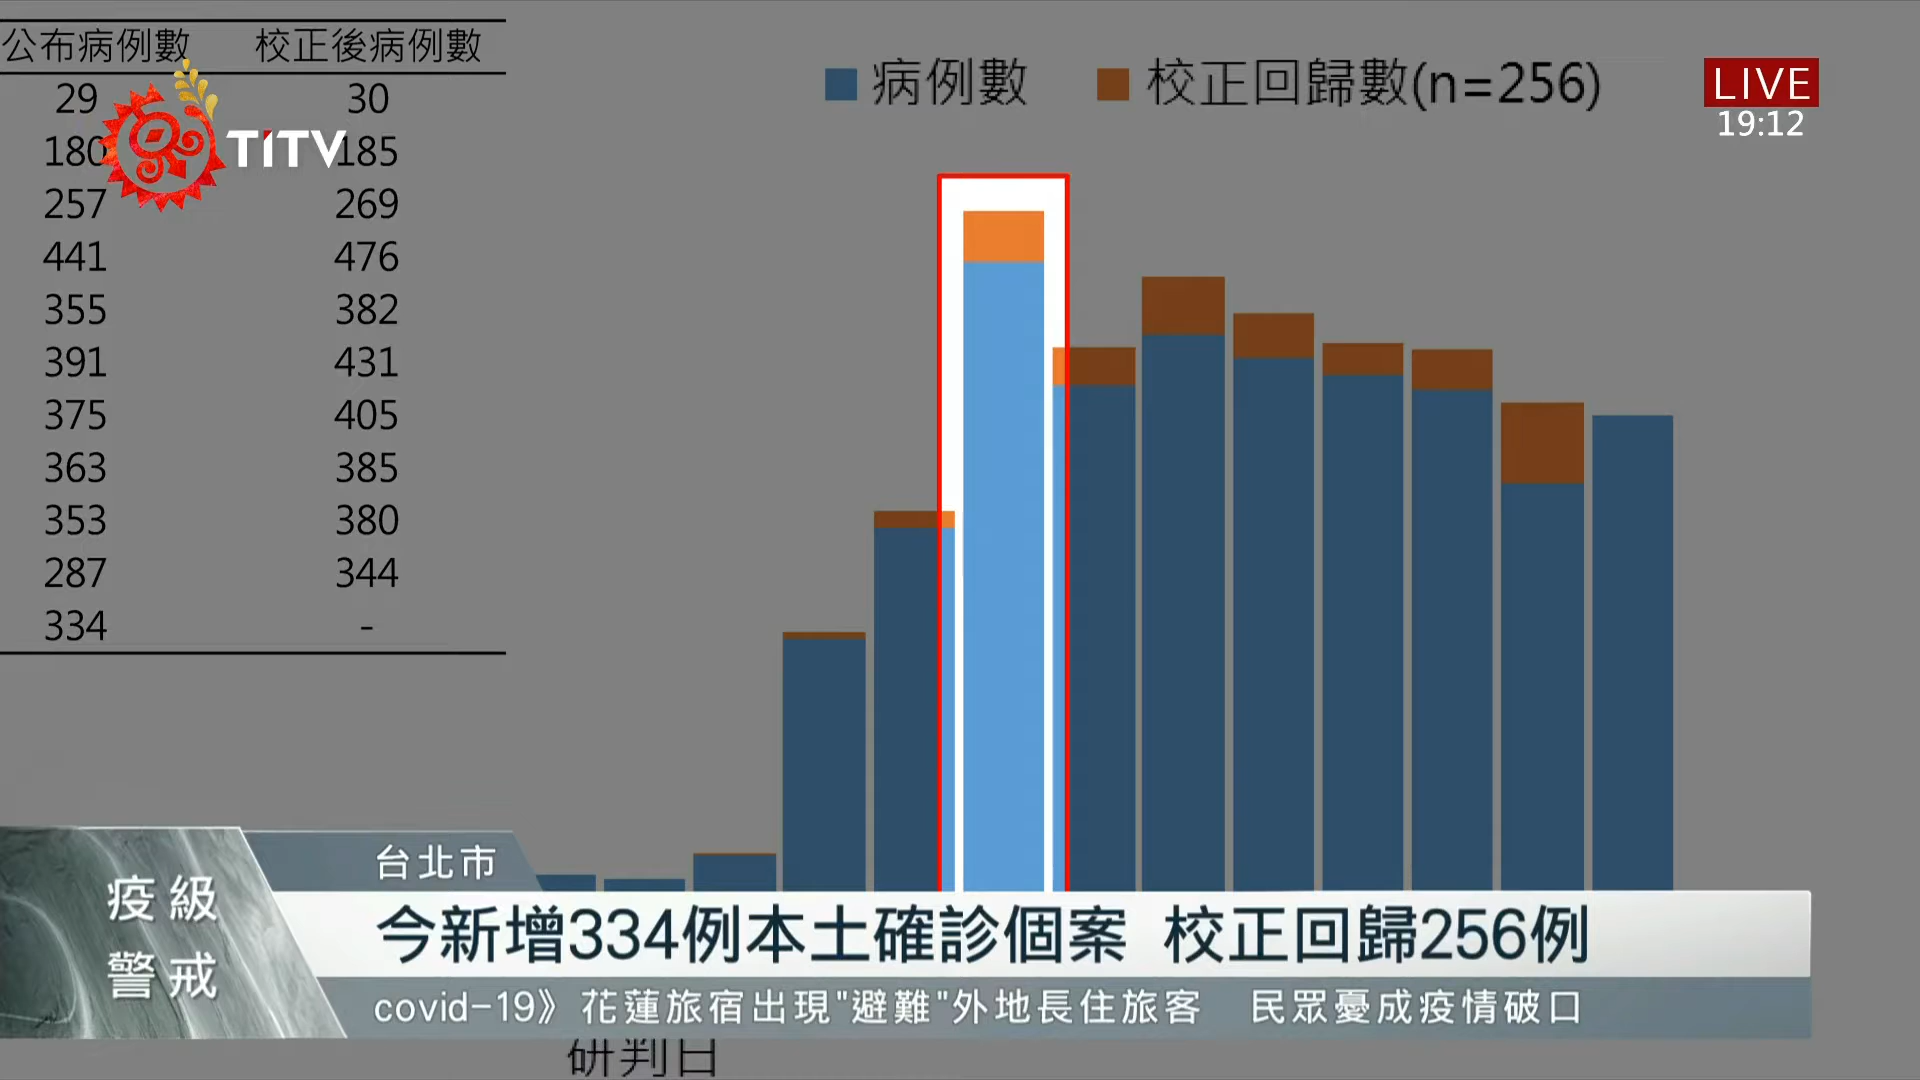 公布病例數 校正後病例數
29 30
180 185
257 269
441 476
355 382
391 431
375 405
363 385
353 380
287 344
334 -
TiTV
病例數 校正回歸數(n=256)
LIVE
19:12
疫級
警戒
台北市
今新增334例本土確診個案 校正回歸256例
covid-19》花蓮旅宿出現"避難"外地長住旅客 民眾憂成疫情破口
研判日